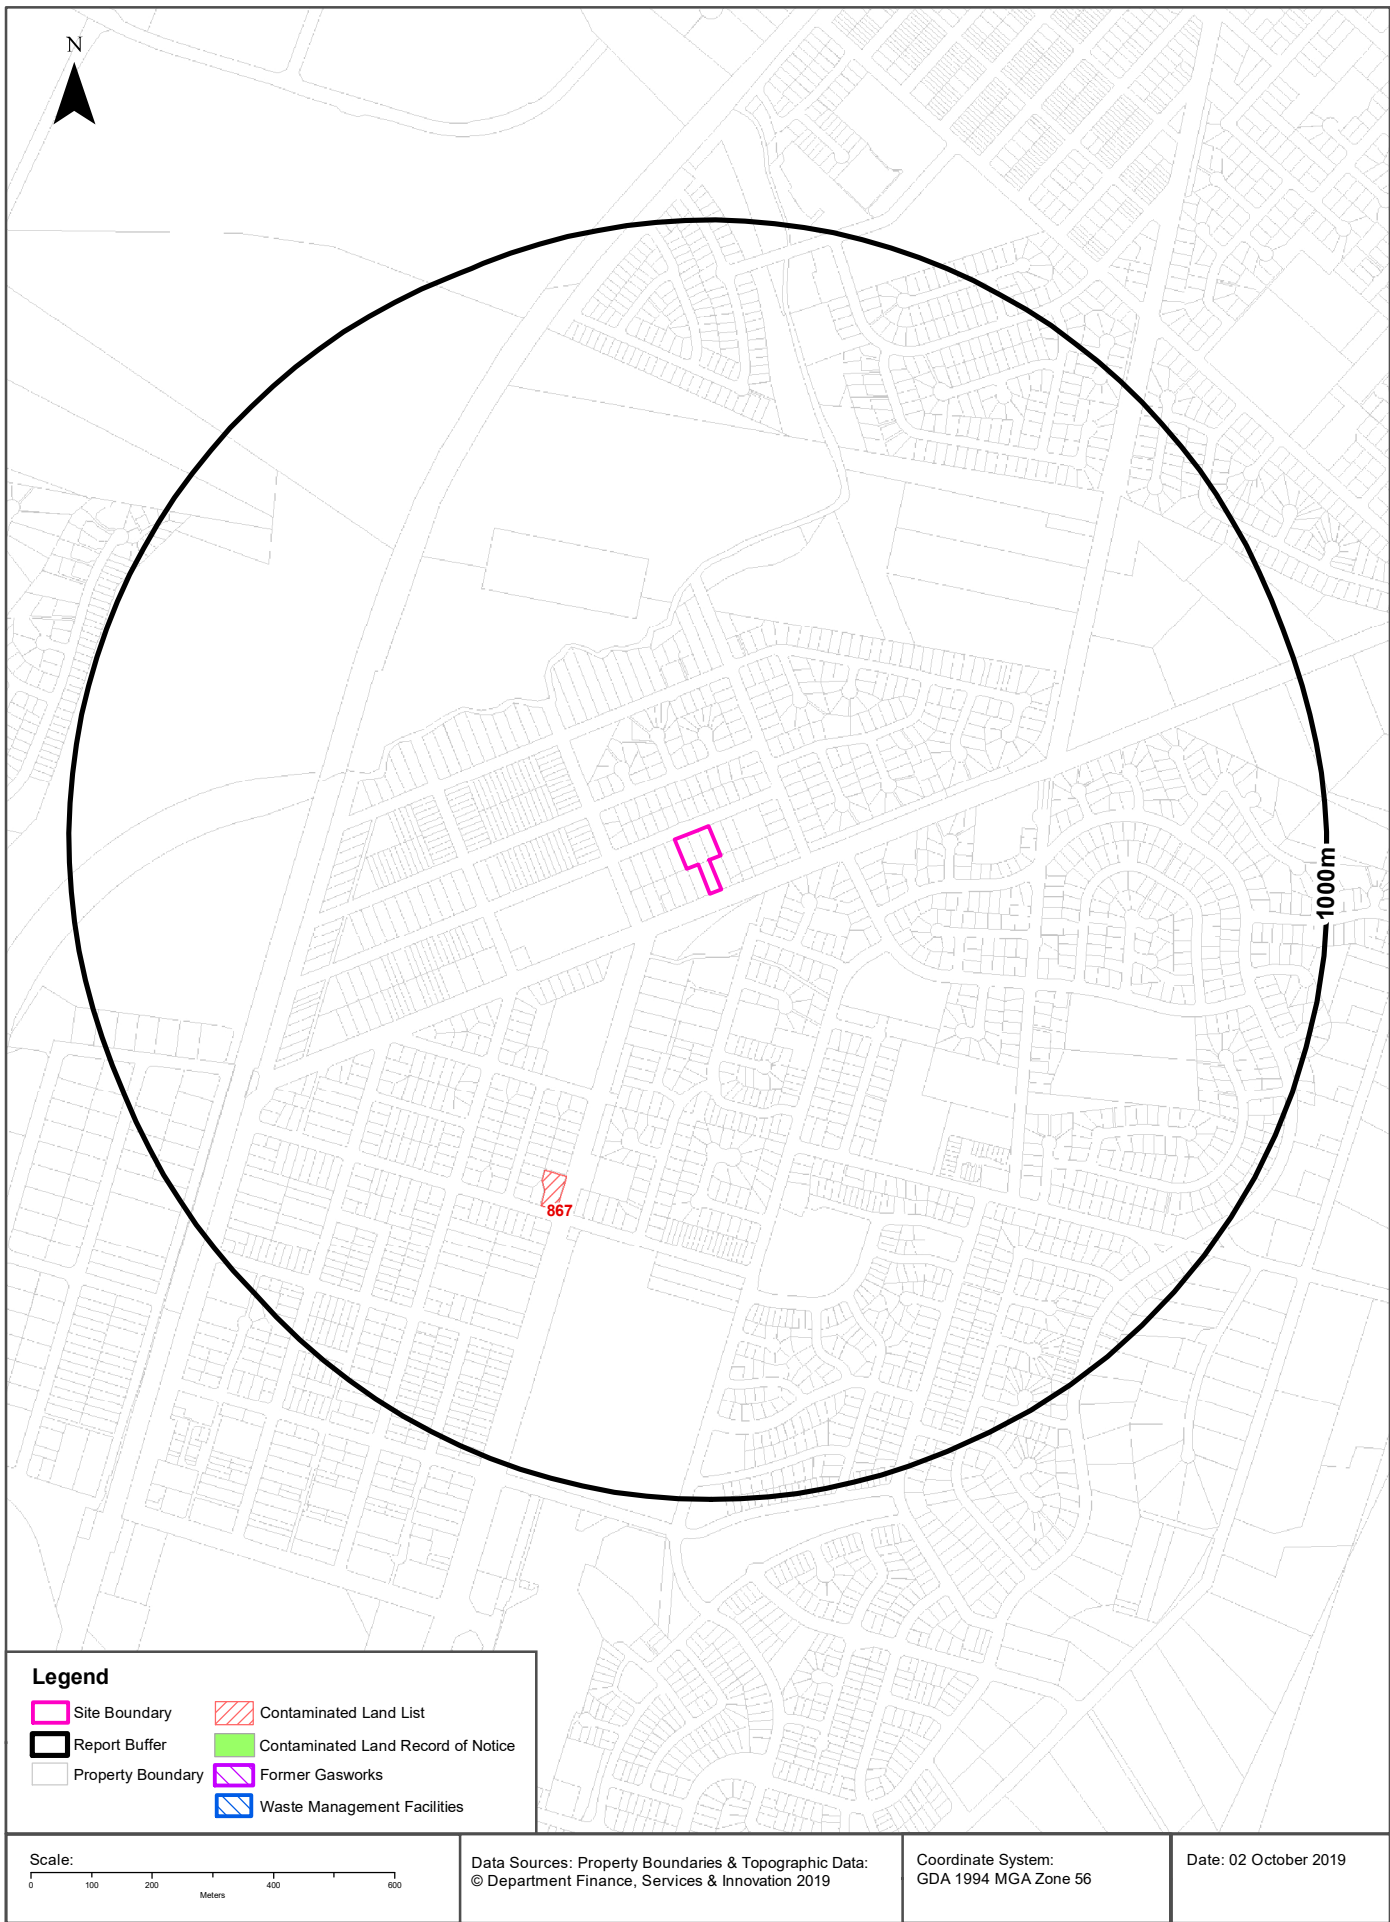 N
1000m
867
Legend
Site Boundary
Report Buffer
Property Boundary
Contaminated Land List
Contaminated Land Record of Notice
Former Gasworks
Waste Management Facilities
Scale:
0 100 200 400 600
Meters
Data Sources: Property Boundaries & Topographic Data:
© Department Finance, Services & Innovation 2019
Coordinate System:
GDA 1994 MGA Zone 56
Date: 02 October 2019